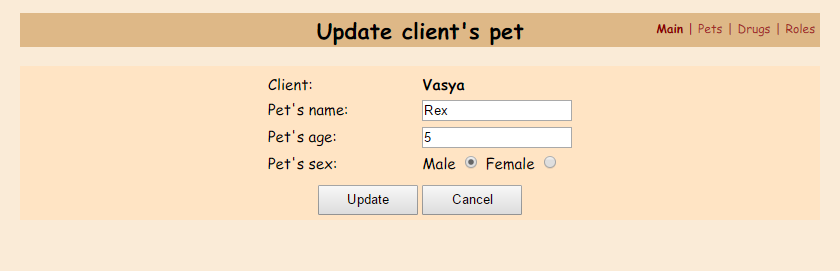 Update client's pet
Main | Pets | Drugs | Roles
Client: Vasya
Pet's name: Rex
Pet's age: 5
Pet's sex: Male Female
Update Cancel